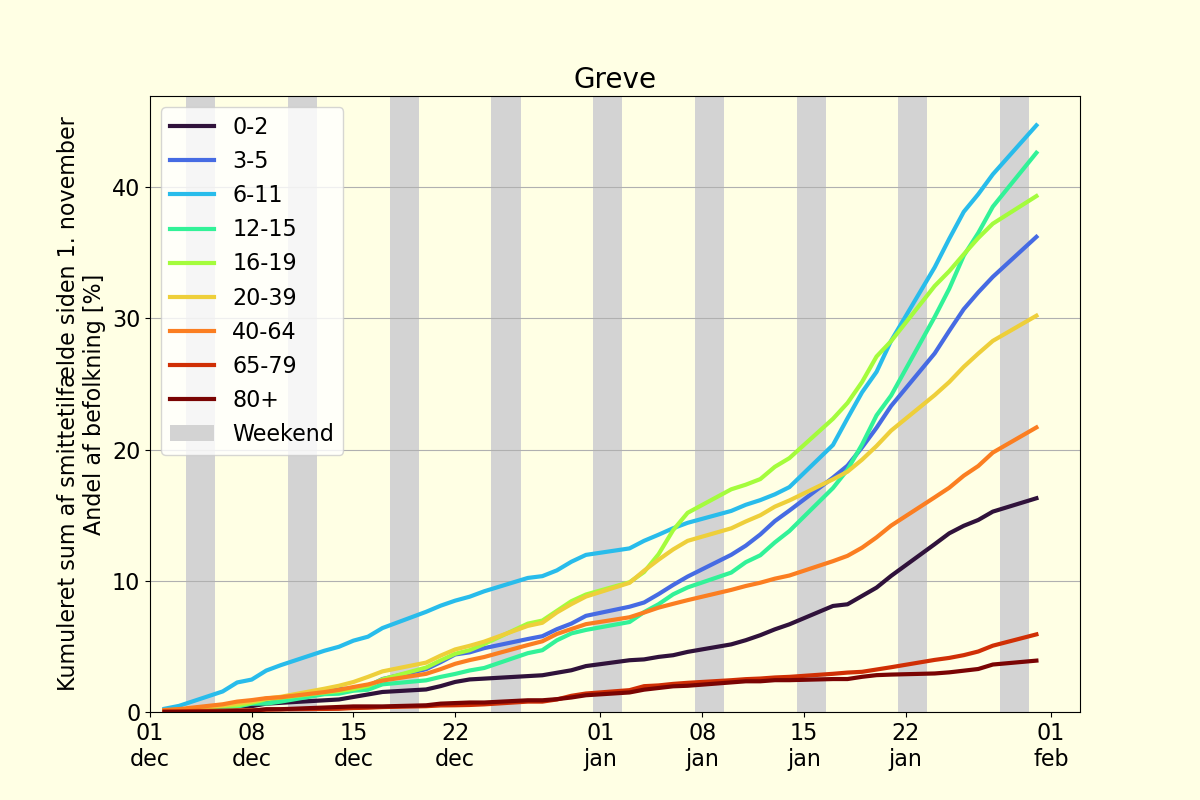 Greve
Kumuleret sum af smittetilfælde siden 1. november
Andel af befolkning [%]
0-2
3-5
6-11
12-15
16-19
20-39
40-64
65-79
80+
Weekend
40
30
20
10
0
01 08 15 22 01 08 15 22 01
dec dec dec dec jan jan jan jan feb